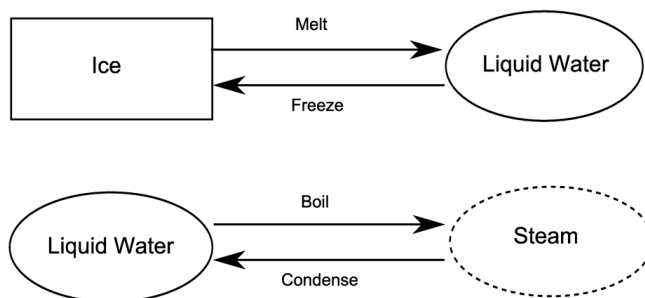 Melt
Ice
Liquid Water
Freeze
Boil
Liquid Water
Steam
Condense